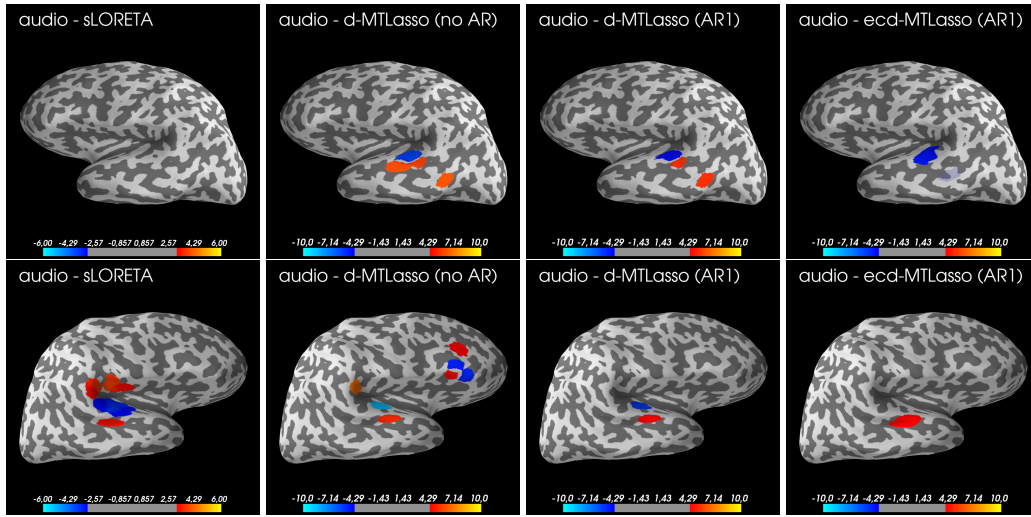 audio - sLORETA
audio - d-MTLasso (no AR)
audio - d-MTLasso (AR1)
audio - ecd-MTLasso (AR1)
-6,00 -4,29 -2,57 -0,857 0,857 2,57 4,29 6,00
-10,0 -7,14 -4,29 -1,43 1,43 4,29 7,14 10,0
-10,0 -7,14 -4,29 -1,43 1,43 4,29 7,14 10,0
-10,0 -7,14 -4,29 -1,43 1,43 4,29 7,14 10,0
audio - sLORETA
audio - d-MTLasso (no AR)
audio - d-MTLasso (AR1)
audio - ecd-MTLasso (AR1)
-6,00 -4,29 -2,57 -0,857 0,857 2,57 4,29 6,00
-10,0 -7,14 -4,29 -1,43 1,43 4,29 7,14 10,0
-10,0 -7,14 -4,29 -1,43 1,43 4,29 7,14 10,0
-10,0 -7,14 -4,29 -1,43 1,43 4,29 7,14 10,0